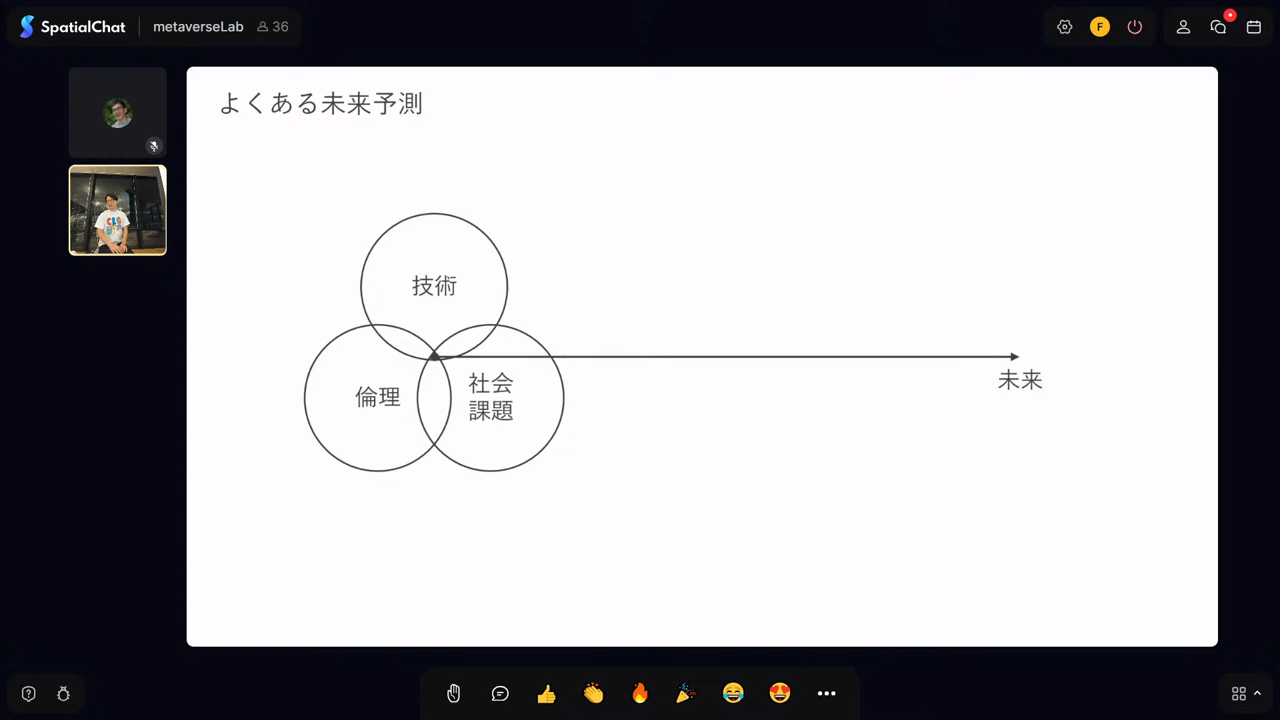 SpatialChat
metaverseLab
36
F
よくある未来予測
技術
倫理
社会
課題
未来